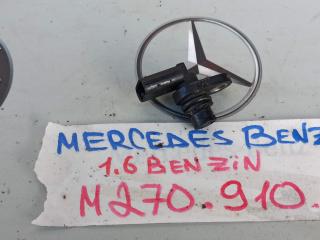 MERCEDES BENZ
1.6 BENZiN
M270.910.